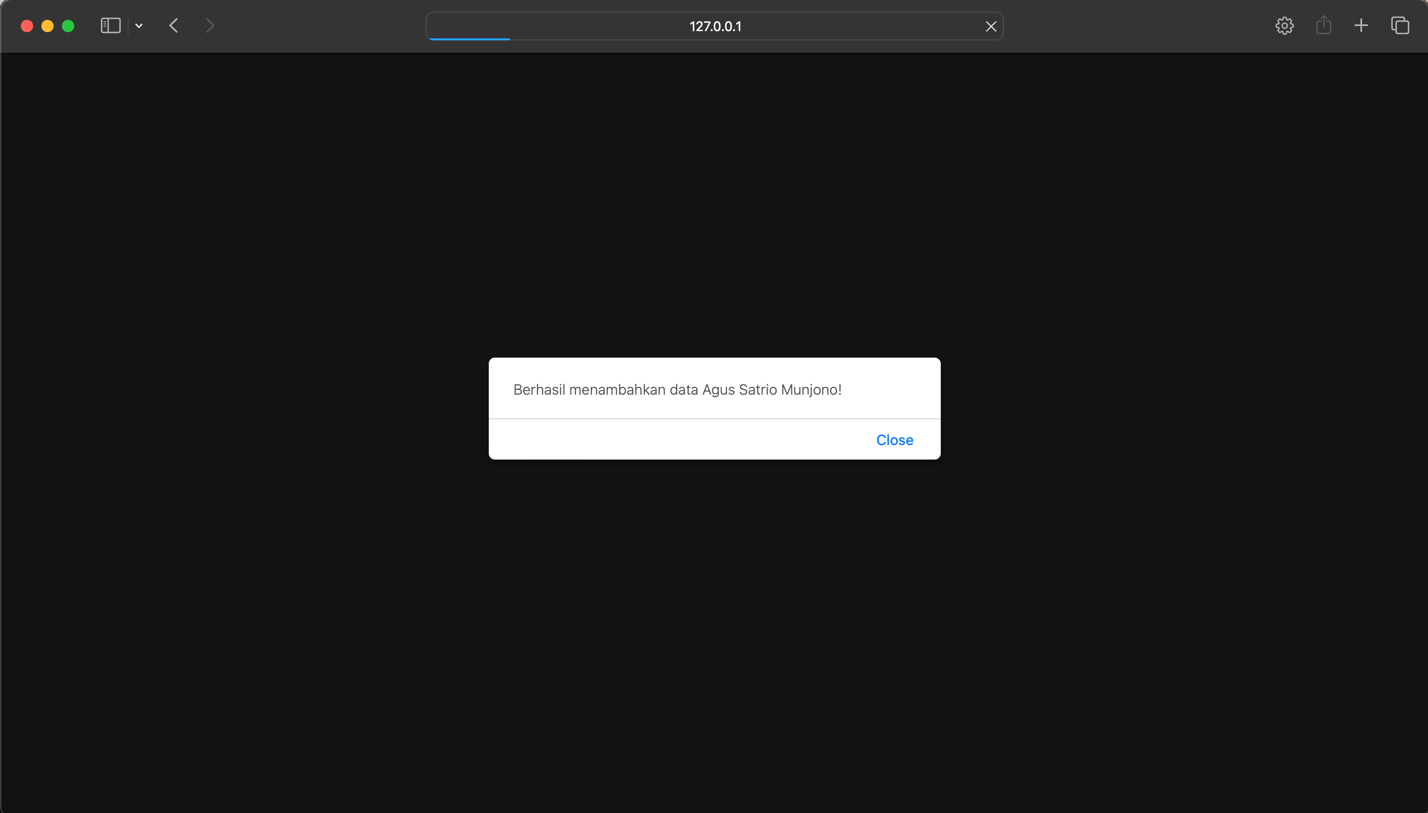 127.0.0.1
Berhasil menambahkan data Agus Satrio Munjono!
Close